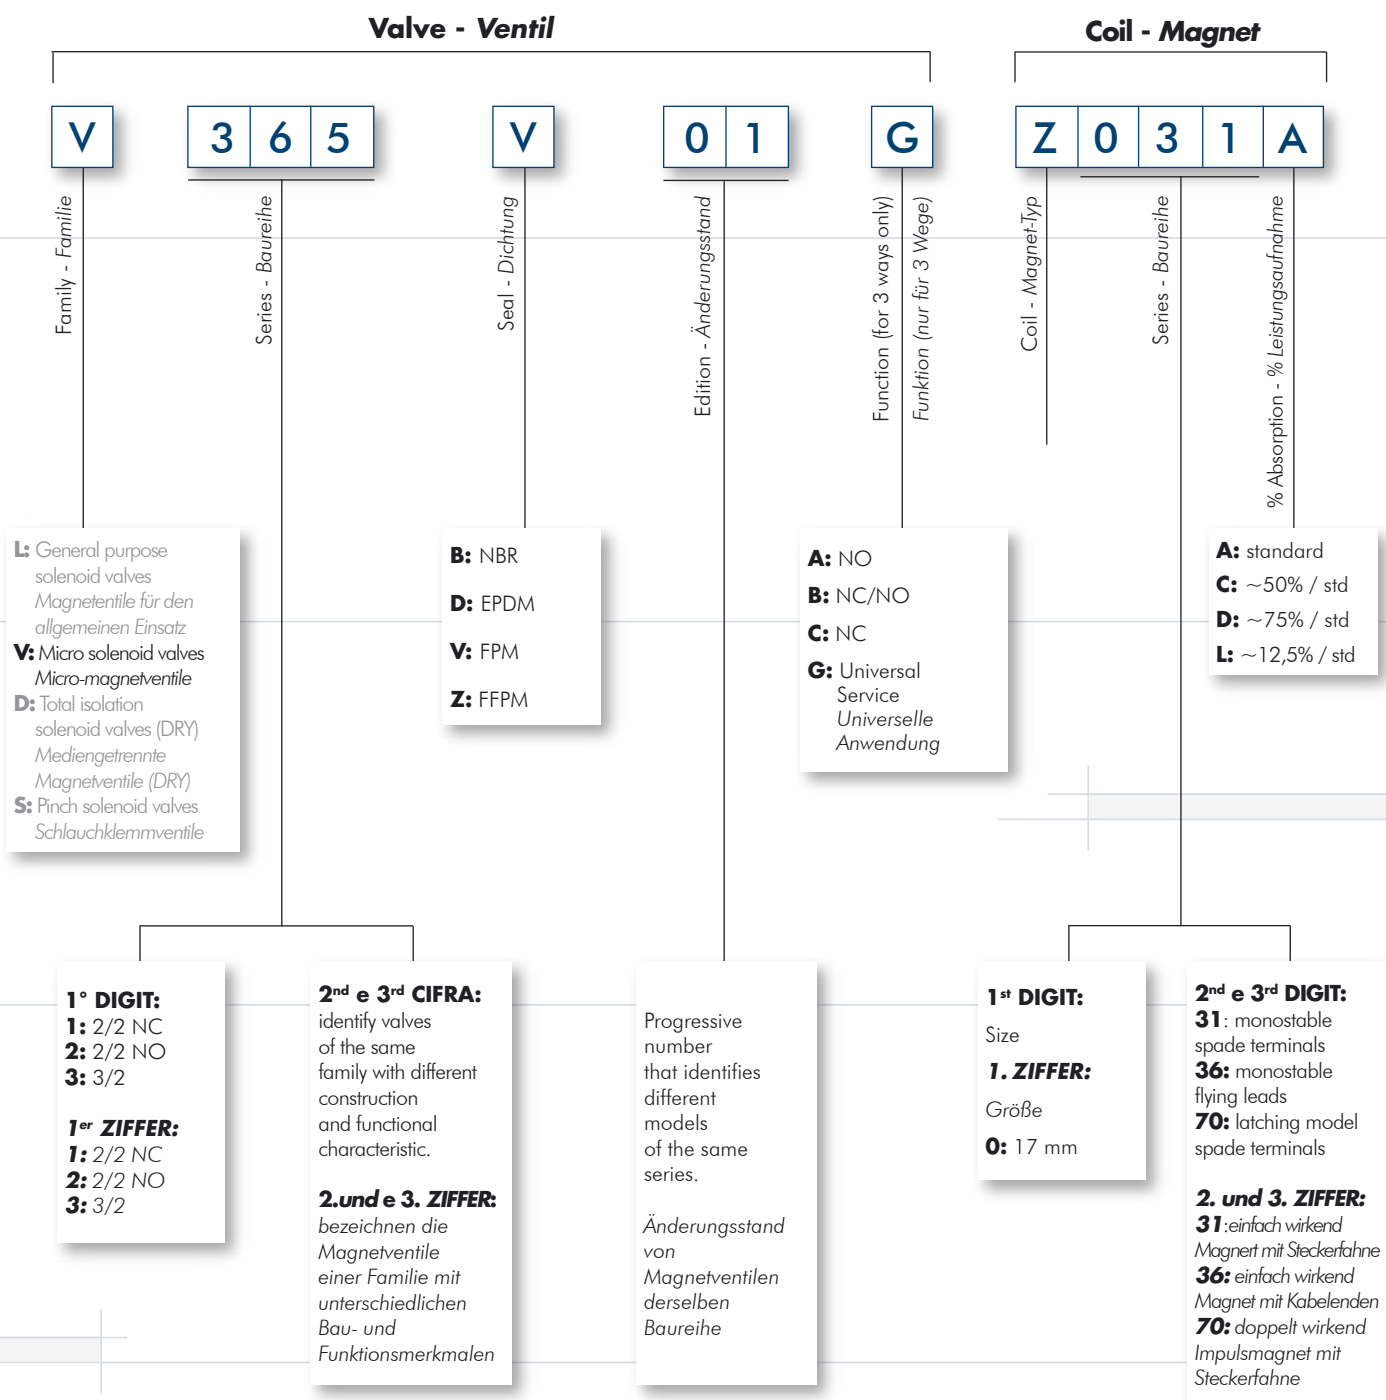 Valve - Ventil
Coil - Magnet
V
3 6 5
V
0 1
G
Z 0 3 1 A
Family - Familie
Series - Baureihe
Seal - Dichtung
Edition - Änderungsstand
Function (for 3 ways only)
Funktion (nur für 3 Wege)
Coil - Magnet-Typ
Series - Baureihe
% Absorption - % Leistungsaufnahme
L: General purpose
solenoid valves
Magnetentile für den
allgemeinen Einsatz
V: Micro solenoid valves
Micro-magnetventile
D: Total isolation
solenoid valves (DRY)
Mediengetrennte
Magnetventile (DRY)
S: Pinch solenoid valves
Schlauchklemmventile
B: NBR
D: EPDM
V: FPM
Z: FFPM
A: NO
B: NC/NO
C: NC
G: Universal
Service
Universelle
Anwendung
A: standard
C: ~50% / std
D: ~75% / std
L: ~12,5% / std
1° DIGIT:
1: 2/2 NC
2: 2/2 NO
3: 3/2
1er ZIFFER:
1: 2/2 NC
2: 2/2 NO
3: 3/2
2nd e 3rd CIFRA:
identify valves
of the same
family with different
construction
and functional
characteristic.
2.und e 3. ZIFFER:
bezeichnen die
Magnetventile
einer Familie mit
unterschiedlichen
Bau- und
Funktionsmerkmalen
Progressive
number
that identifies
different
models
of the same
series.
Änderungsstand
von
Magnetventilen
derselben
Baureihe
1st DIGIT:
Size
1. ZIFFER:
Größe
0: 17 mm
2nd e 3rd DIGIT:
31: monostable
spade terminals
36: monostable
flying leads
70: latching model
spade terminals
2. und 3. ZIFFER:
31:einfach wirkend
Magnert mit Steckerfahne
36: einfach wirkend
Magnet mit Kabelenden
70: doppelt wirkend
Impulsmagnet mit
Steckerfahne